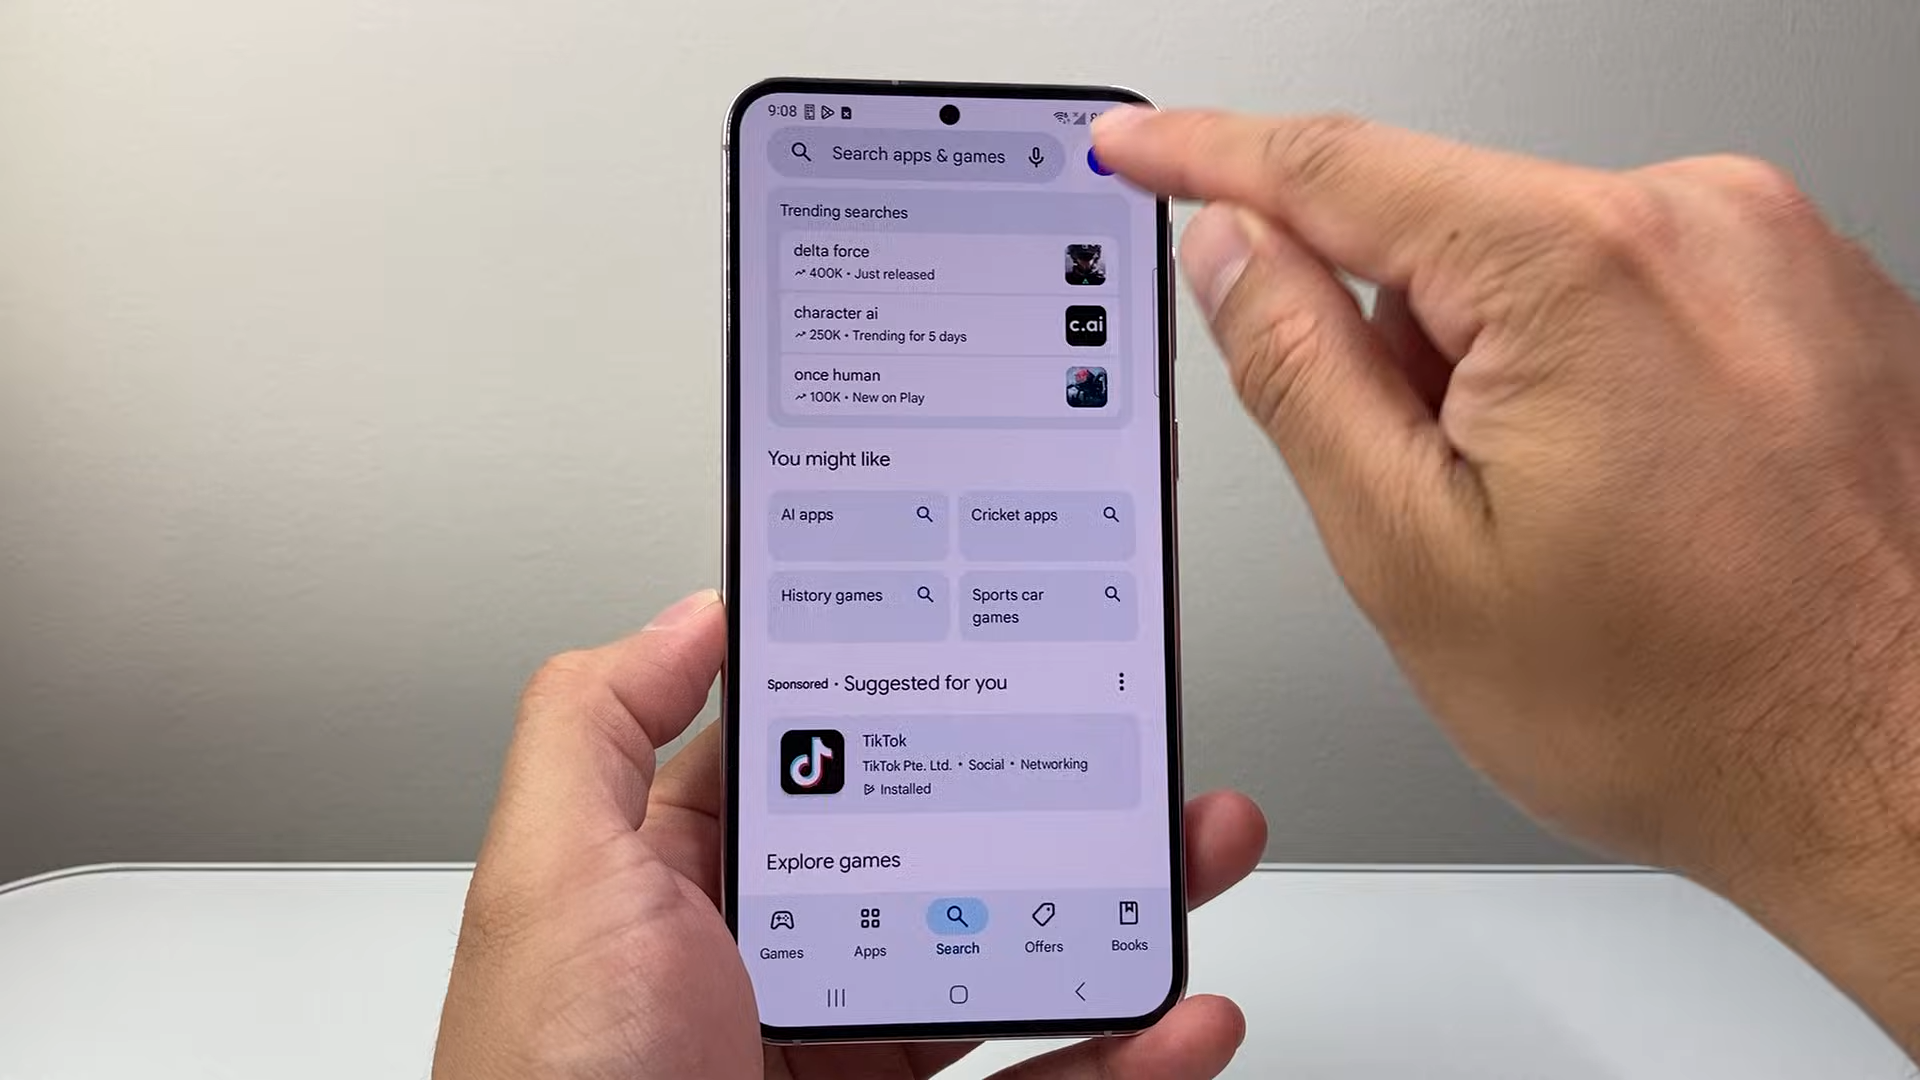 9:08
Search apps & games
Trending searches
delta force
400K • Just released
character ai
250K • Trending for 5 days
c.ai
once human
100K • New on Play
You might like
AI apps
Cricket apps
History games
Sports car
games
Sponsored • Suggested for you
TikTok
TikTok Pte. Ltd. • Social • Networking
Installed
Explore games
Games
Apps
Search
Offers
Books